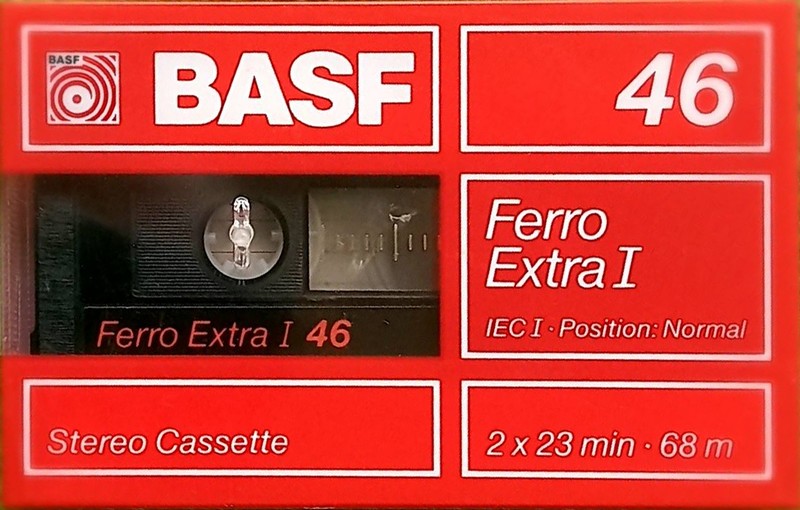 BASF
BASF
46
Ferro
Extra I
IEC I · Position: Normal
Ferro Extra I 46
Stereo Cassette
2 x 23 min · 68 m